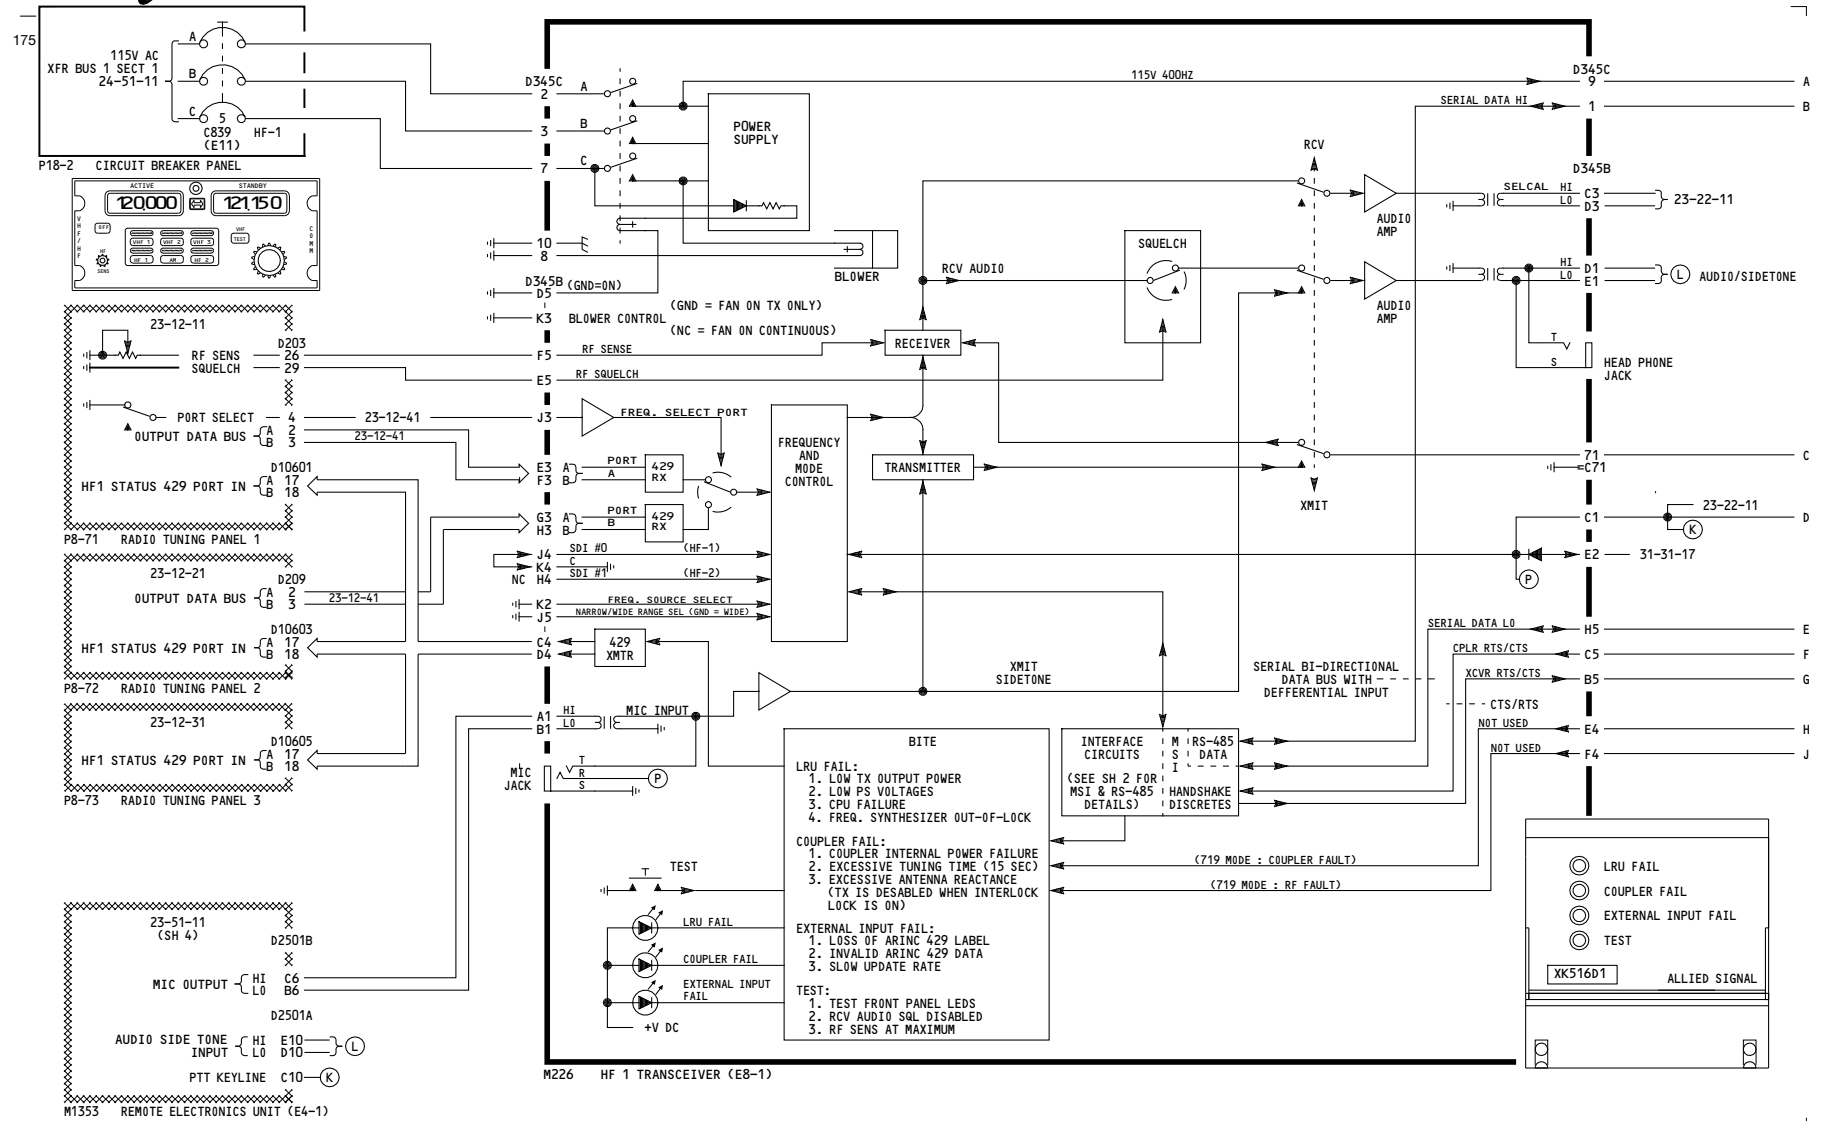 175
115V AC
XFR BUS 1 SECT 1
24-51-11
A
B
C
5
C839
(E11)
HF-1
P18-2 CIRCUIT BREAKER PANEL
ACTIVE
STANDBY
120.000
121.150
VHF/HF
COMM
OFF
HF
SENS
VHF 1
VHF 2
VHF 3
HF 1
AM
HF 2
VHF
TEST
23-12-11
D203
RF SENS 26
SQUELCH 29
PORT SELECT 4 23-12-41
OUTPUT DATA BUS A 2 23-12-41
B 3
D10601
HF1 STATUS 429 PORT IN A 17
B 18
P8-71 RADIO TUNING PANEL 1
23-12-21
D209
OUTPUT DATA BUS A 2
B 3 23-12-41
D10603
HF1 STATUS 429 PORT IN A 17
B 18
P8-72 RADIO TUNING PANEL 2
23-12-31
D10605
HF1 STATUS 429 PORT IN A 17
B 18
P8-73 RADIO TUNING PANEL 3
23-51-11
(SH 4)
D2501B
MIC OUTPUT HI C6
LO B6
D2501A
AUDIO SIDE TONE INPUT HI E10
LO D10
L
PTT KEYLINE C10 K
M1353 REMOTE ELECTRONICS UNIT (E4-1)
D345C
2 A
3 B
7 C
10
8
D345B
D5 (GND=ON)
K3 BLOWER CONTROL
(GND = FAN ON TX ONLY)
(NC = FAN ON CONTINUOUS)
POWER
SUPPLY
BLOWER
F5 RF SENSE
E5 RF SQUELCH
J3 FREQ. SELECT PORT
E3 A PORT
F3 B A
429
RX
G3 A PORT
H3 B B
429
RX
J4 SDI #0 (HF-1)
K4 C
NC H4 SDI #1 (HF-2)
K2 FREQ. SOURCE SELECT
J5 NARROW/WIDE RANGE SEL (GND = WIDE)
C4
D4
429
XMTR
A1 HI
B1 LO
MIC INPUT
MIC
JACK
T
R
S
P
FREQUENCY
AND
MODE
CONTROL
RECEIVER
TRANSMITTER
RCV AUDIO
SQUELCH
XMIT
SIDETONE
RCV
XMIT
AUDIO
AMP
AUDIO
AMP
115V 400HZ
SERIAL DATA HI
D345C
9 A
1 B
D345B
SELCAL HI C3
LO D3
23-22-11
HI D1
LO E1
L AUDIO/SIDETONE
T
S
HEAD PHONE
JACK
71 C
C71
C1 23-22-11 D
K
E2 31-31-17
P
SERIAL DATA LO H5 E
CPLR RTS/CTS C5 F
XCVR RTS/CTS B5 G
CTS/RTS
NOT USED E4 H
NOT USED F4 J
SERIAL BI-DIRECTIONAL
DATA BUS WITH
DEFFERENTIAL INPUT
INTERFACE
CIRCUITS
(SEE SH 2 FOR
MSI & RS-485
DETAILS)
M
S
I
RS-485
DATA
HANDSHAKE
DISCRETES
(719 MODE : COUPLER FAULT)
(719 MODE : RF FAULT)
BITE
LRU FAIL:
1. LOW TX OUTPUT POWER
2. LOW PS VOLTAGES
3. CPU FAILURE
4. FREQ. SYNTHESIZER OUT-OF-LOCK
COUPLER FAIL:
1. COUPLER INTERNAL POWER FAILURE
2. EXCESSIVE TUNING TIME (15 SEC)
3. EXCESSIVE ANTENNA REACTANCE
(TX IS DESABLED WHEN INTERLOCK
LOCK IS ON)
EXTERNAL INPUT FAIL:
1. LOSS OF ARINC 429 LABEL
2. INVALID ARINC 429 DATA
3. SLOW UPDATE RATE
TEST:
1. TEST FRONT PANEL LEDS
2. RCV AUDIO SQL DISABLED
3. RF SENS AT MAXIMUM
TEST
LRU FAIL
COUPLER FAIL
EXTERNAL INPUT
FAIL
+V DC
M226 HF 1 TRANSCEIVER (E8-1)
LRU FAIL
COUPLER FAIL
EXTERNAL INPUT FAIL
TEST
XK516D1
ALLIED SIGNAL